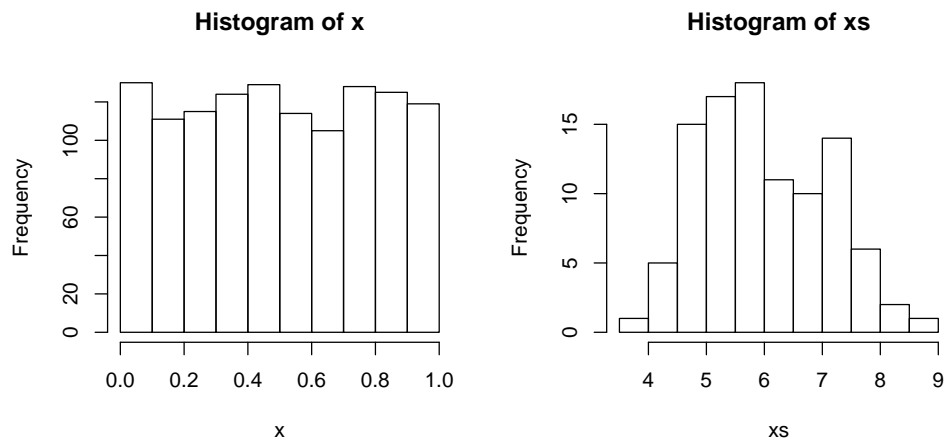 Histogram of x
Frequency
0 20 60 100
0.0 0.2 0.4 0.6 0.8 1.0
x
Histogram of xs
Frequency
0 5 10 15
4 5 6 7 8 9
xs